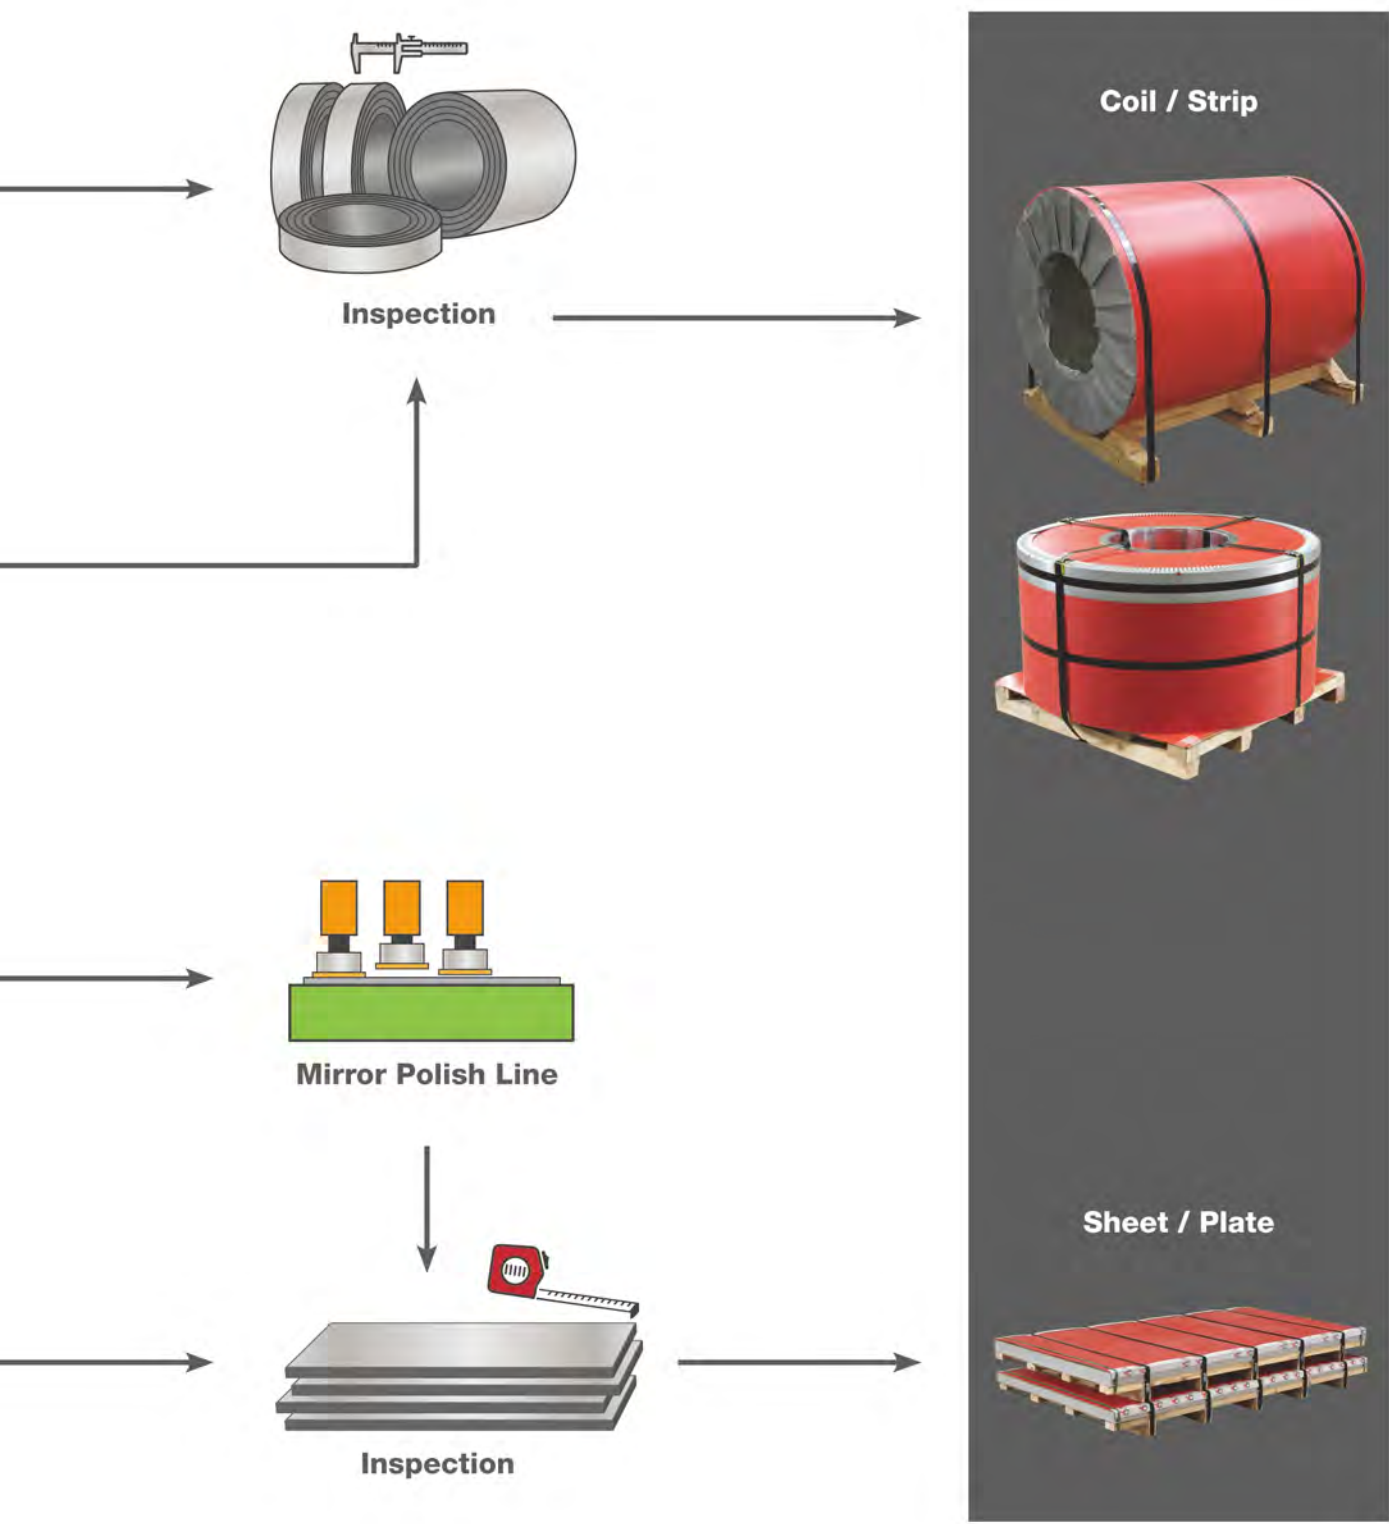 Coil / Strip
Inspection
Mirror Polish Line
Sheet / Plate
Inspection